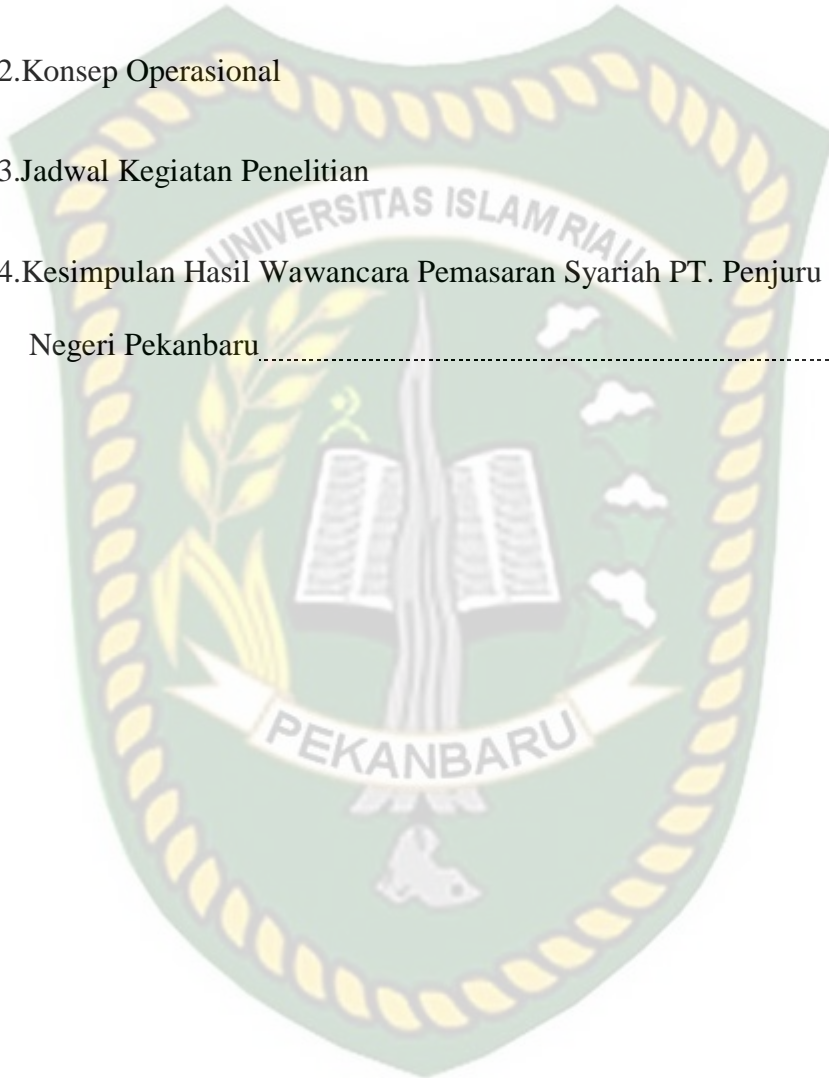 2.Konsep Operasional
3.Jadwal Kegiatan Penelitian
UNIVERSITAS ISLAM RIAU
4.Kesimpulan Hasil Wawancara Pemasaran Syariah PT. Penjuru
Negeri Pekanbaru
PEKANBARU